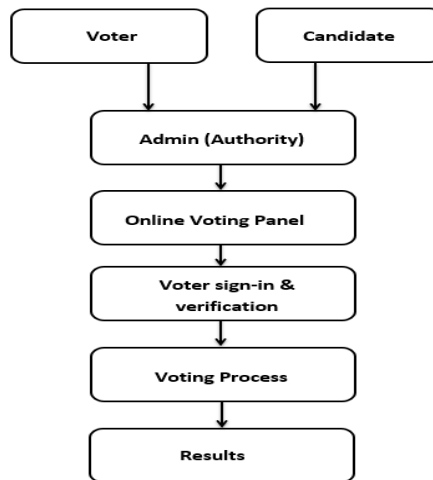 Voter
Candidate
Admin (Authority)
Online Voting Panel
Voter sign-in &
verification
Voting Process
Results